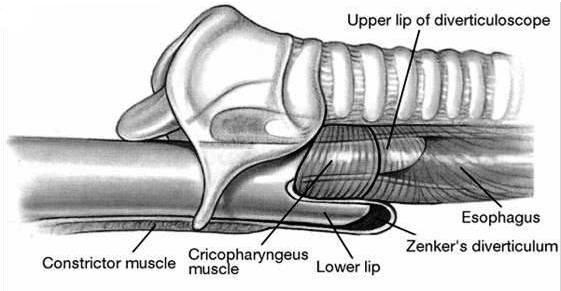 Upper lip of diverticuloscope
Esophagus
Zenker's diverticulum
Lower lip
Cricopharyngeus
muscle
Constrictor muscle